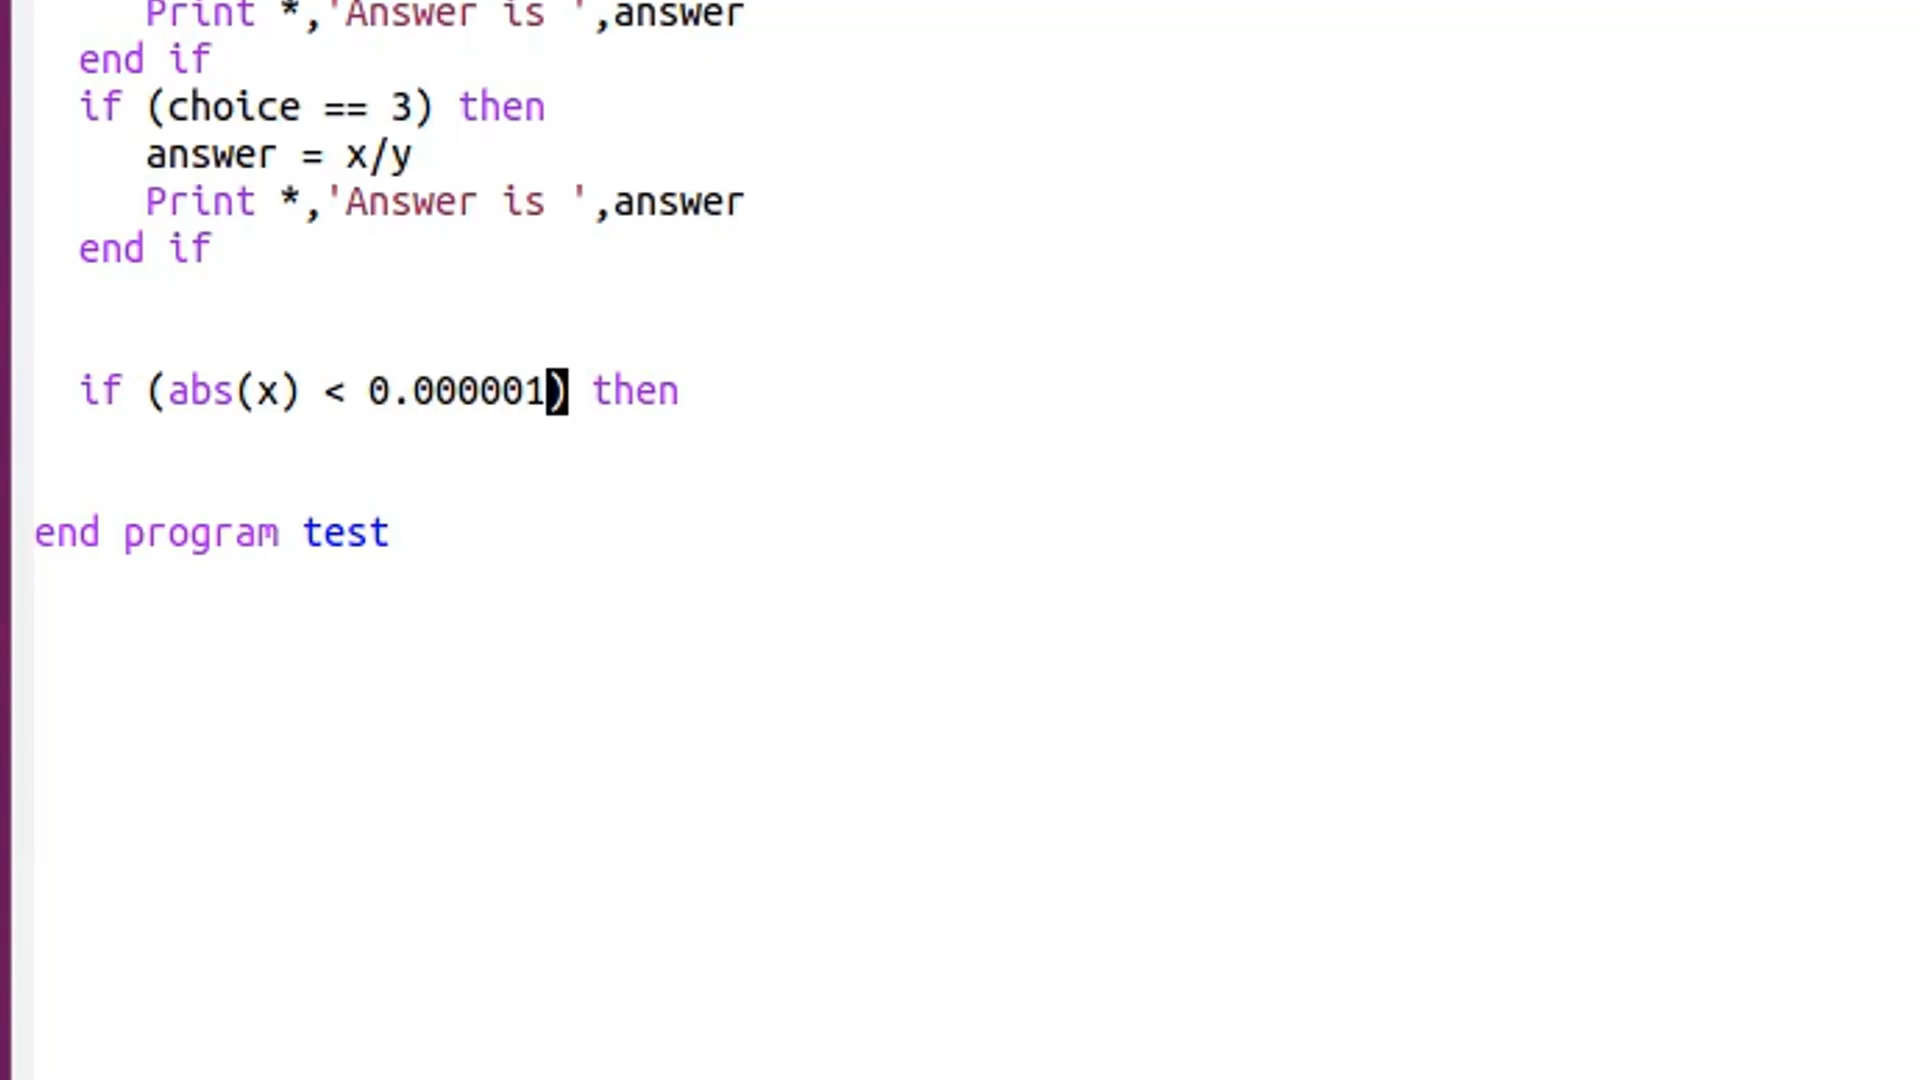 Print *,'Answer is ',answer
end if
if (choice == 3) then
answer = x/y
Print *,'Answer is ',answer
end if
if (abs(x) < 0.000001) then
end program test